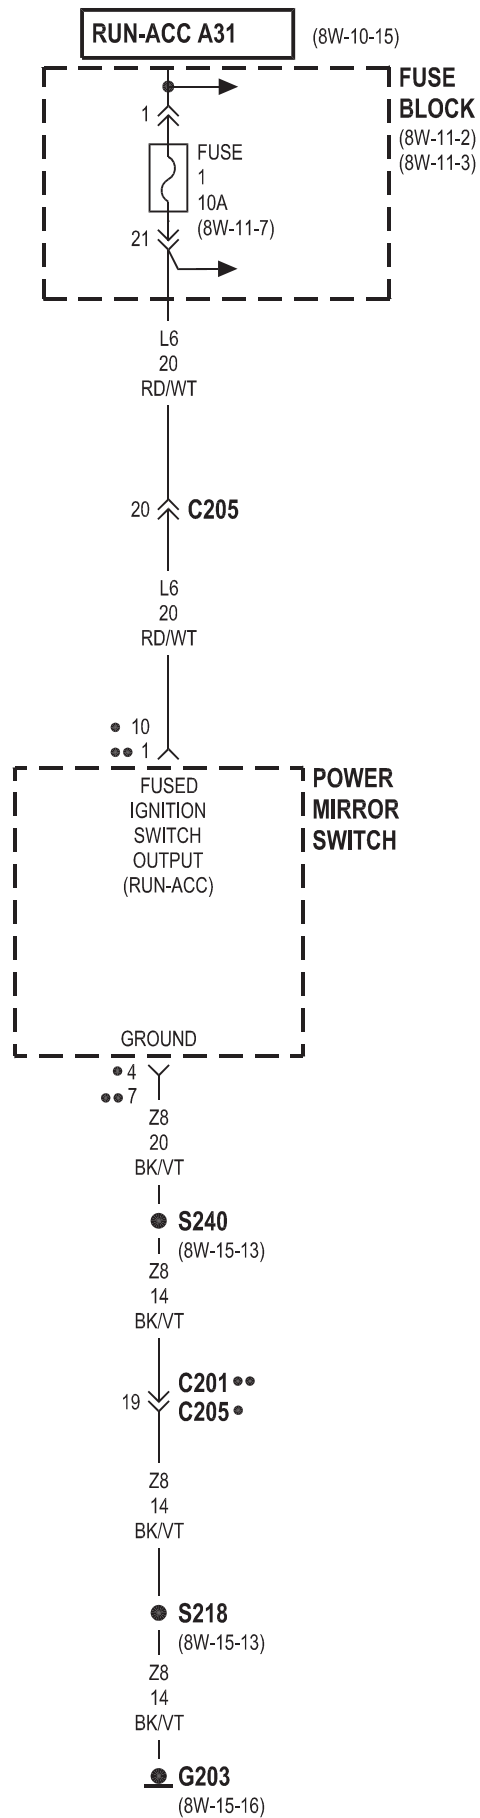 RUN-ACC A31 (8W-10-15)
FUSE
BLOCK
(8W-11-2)
(8W-11-3)
1
FUSE
1
10A
(8W-11-7)
21
L6
20
RD/WT
20 C205
L6
20
RD/WT
• 10
•• 1
FUSED
IGNITION
SWITCH
OUTPUT
(RUN-ACC)
POWER
MIRROR
SWITCH
GROUND
• 4
•• 7
Z8
20
BK/VT
S240
(8W-15-13)
Z8
14
BK/VT
19
C201 ••
C205 •
Z8
14
BK/VT
S218
(8W-15-13)
Z8
14
BK/VT
G203
(8W-15-16)